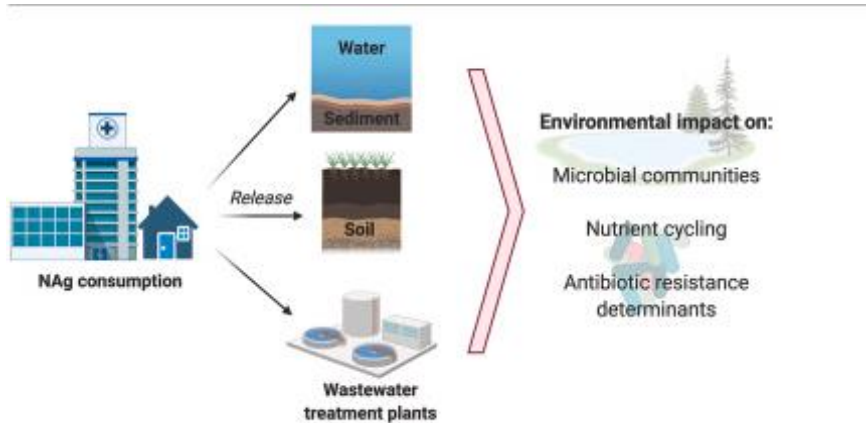 Water
Sediment
Release
Soil
NAg consumption
Wastewater
treatment plants
Environmental impact on:
Microbial communities
Nutrient cycling
Antibiotic resistance
determinants